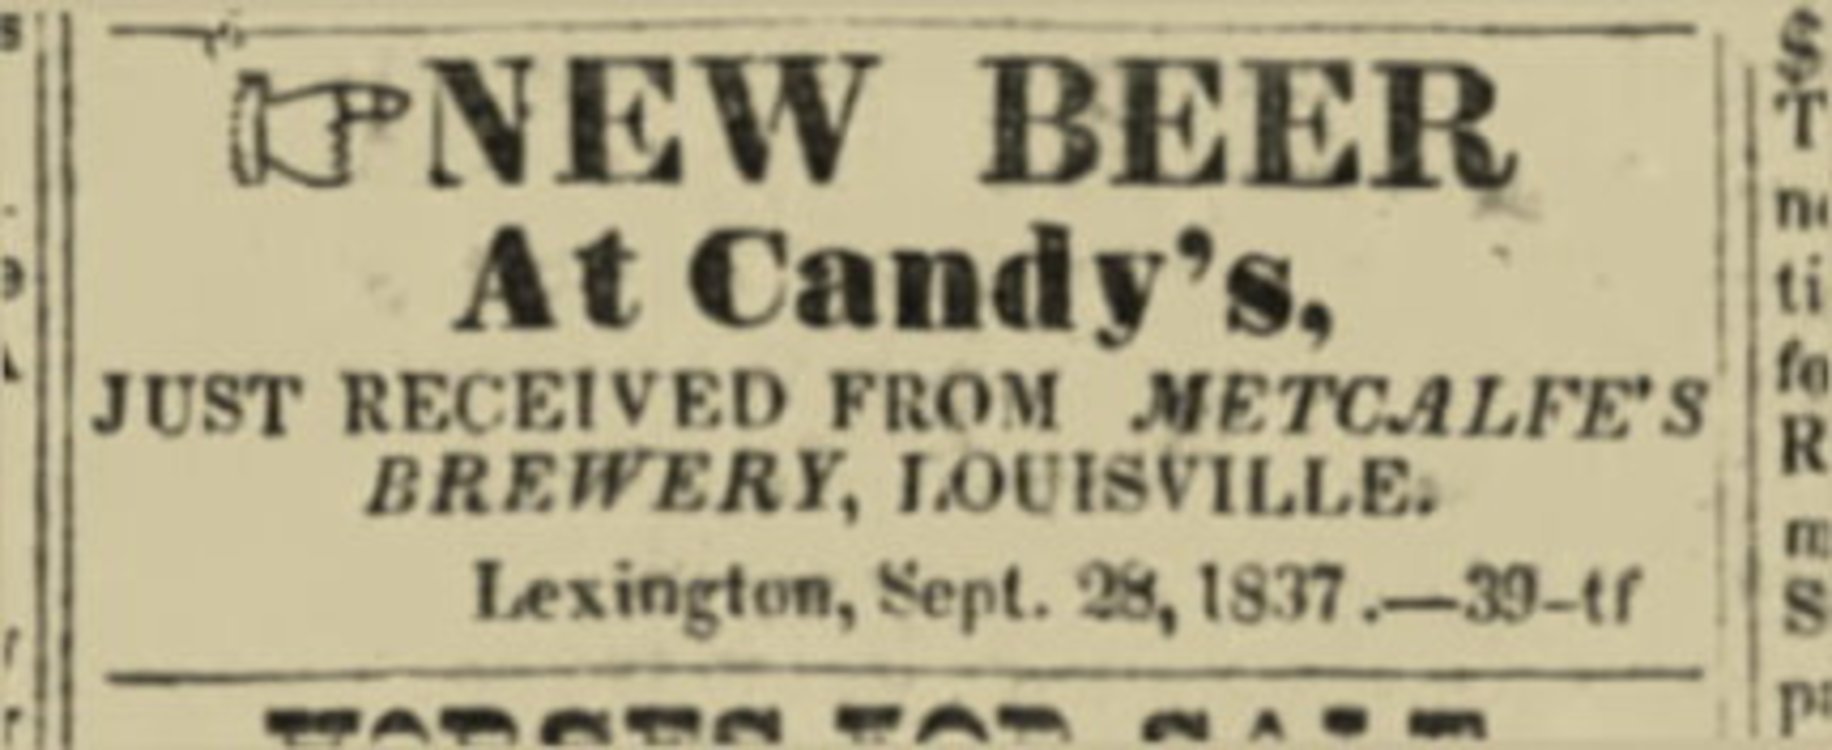 ☞NEW BEER
At Candy's,
JUST RECEIVED FROM METCALFE'S
BREWERY, LOUISVILLE.
Lexington, Sept. 28, 1837.—39-tf